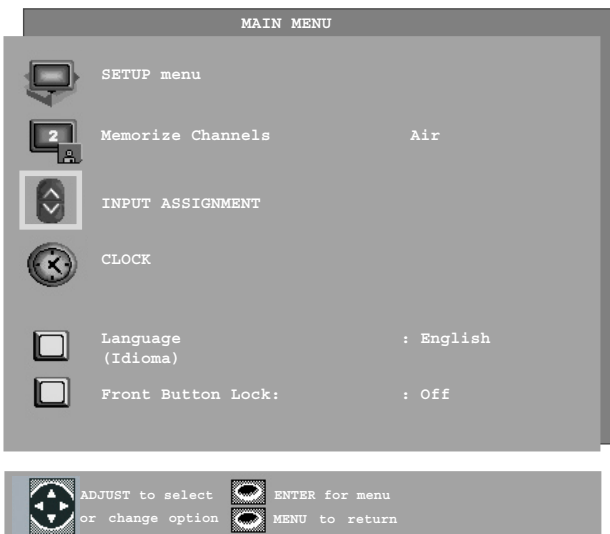 MAIN MENU
SETUP menu
2
Memorize Channels Air
INPUT ASSIGNMENT
CLOCK
Language : English
(Idioma)
Front Button Lock: : Off
ADJUST to select ENTER for menu
or change option MENU to return